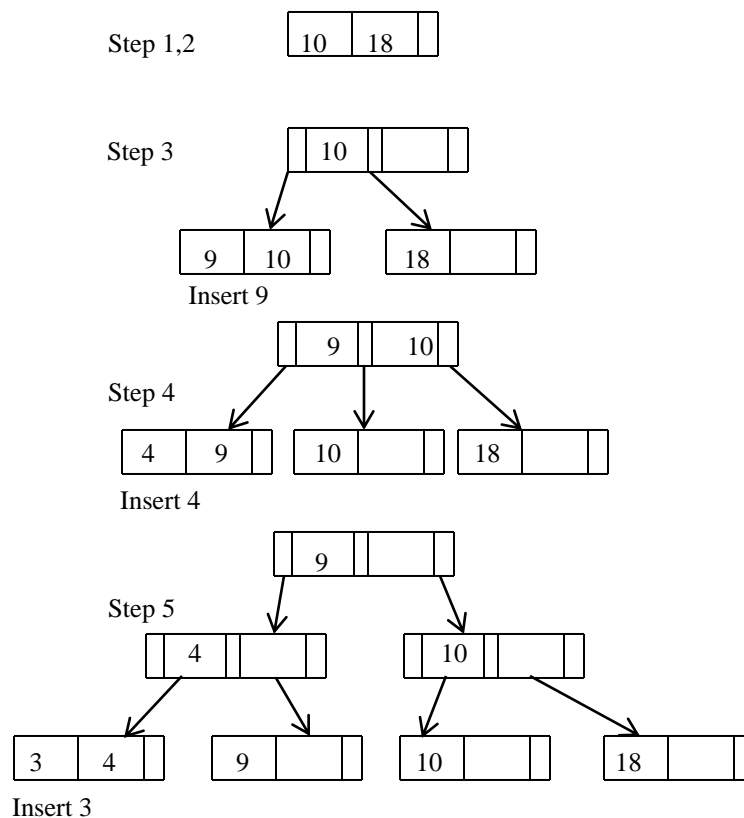 Step 1,2
10 18
Step 3
10
9 10 18
Insert 9
9 10
Step 4
4 9 10 18
Insert 4
9
Step 5
4 10
3 4 9 10 18
Insert 3